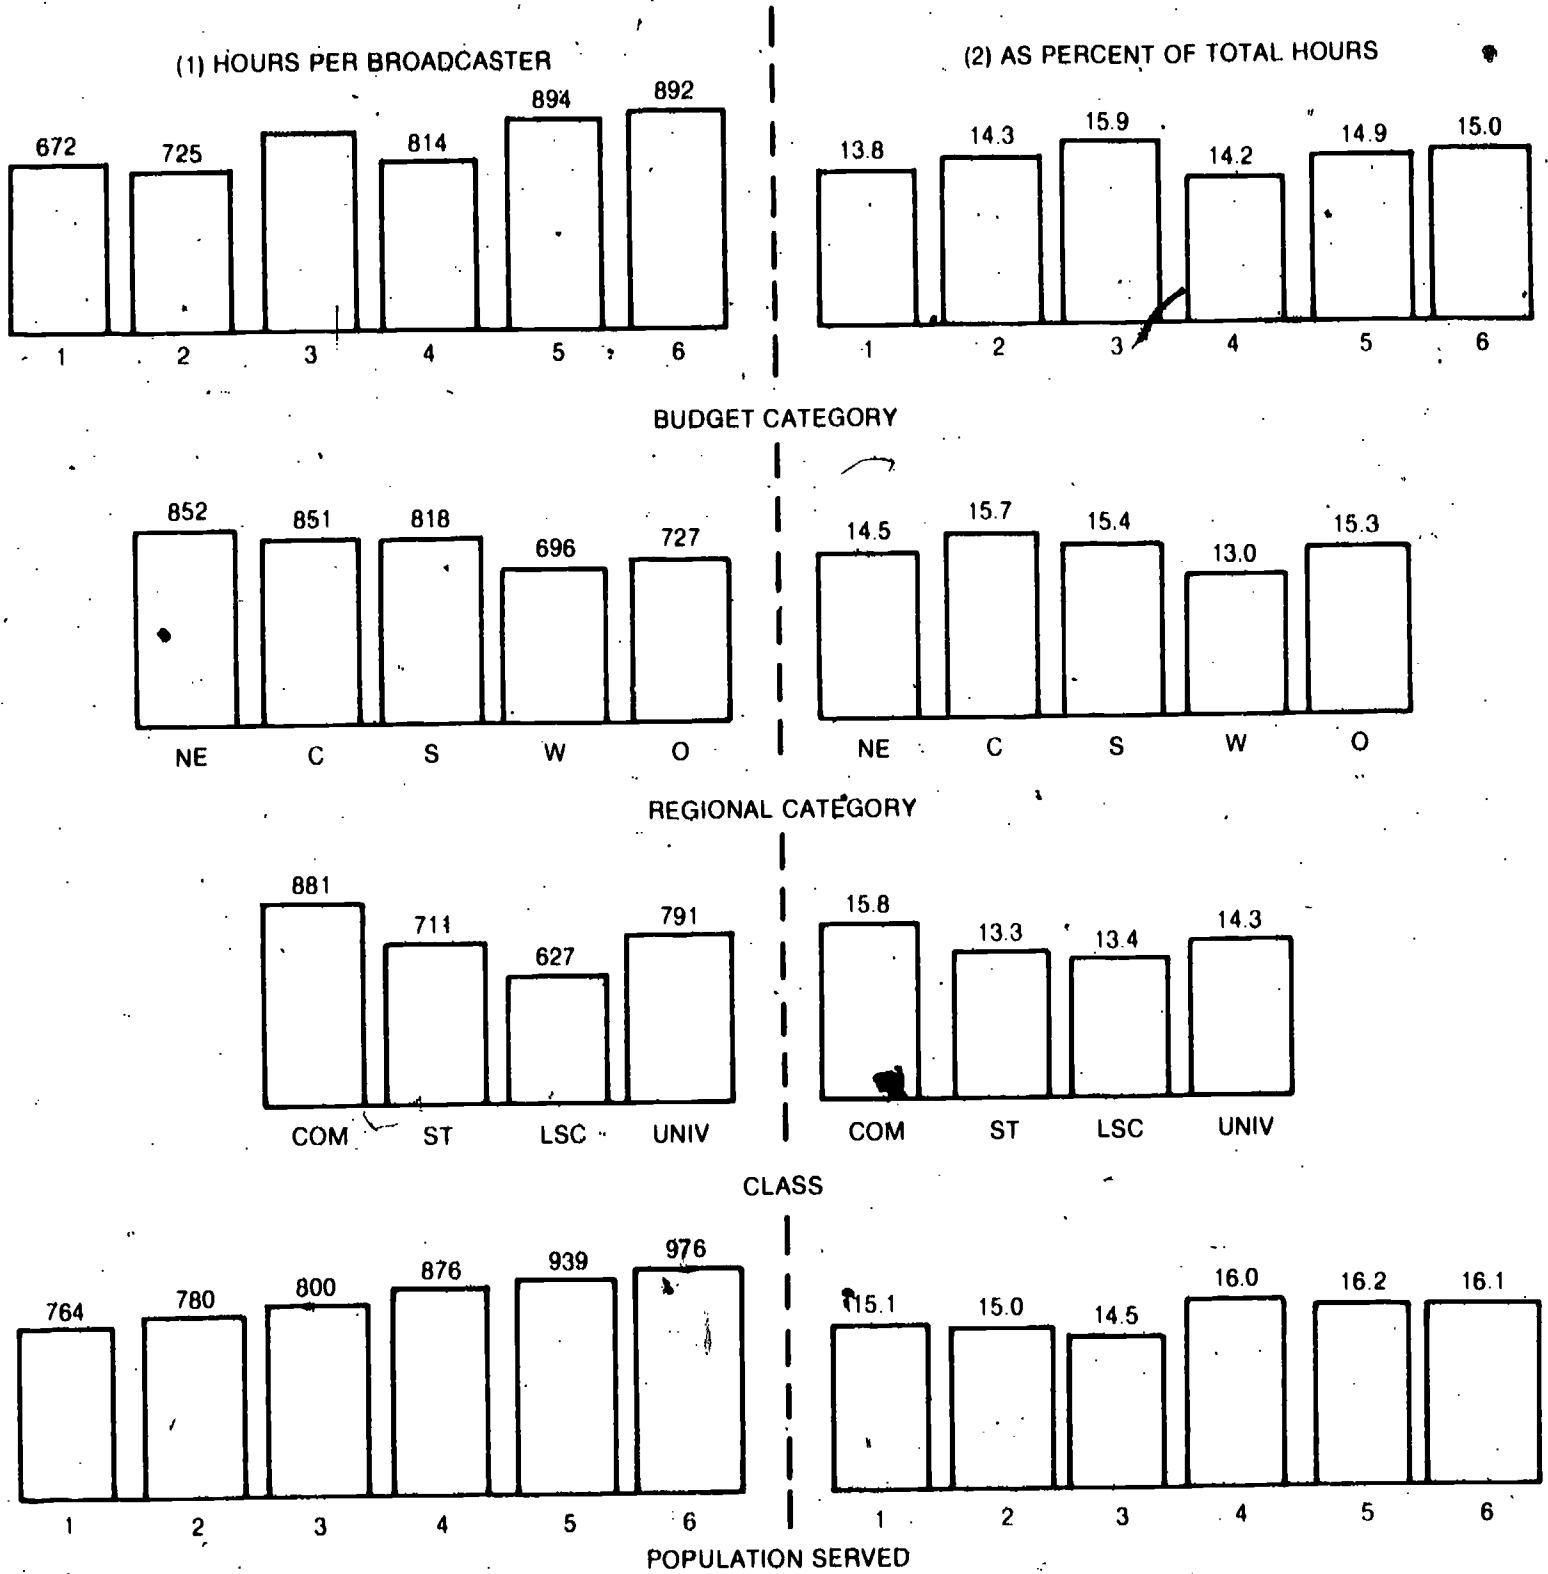 (1) HOURS PER BROADCASTER
672 725 814 894 892
1 2 3 4 5 6
(2) AS PERCENT OF TOTAL HOURS
13.8 14.3 15.9 14.2 14.9 15.0
1 2 3 4 5 6
BUDGET CATEGORY
852 851 818 696 727
NE C S W O
14.5 15.7 15.4 13.0 15.3
NE C S W O
REGIONAL CATEGORY
881 711 627 791
COM ST LSC UNIV
15.8 13.3 13.4 14.3
COM ST LSC UNIV
CLASS
764 780 800 876 939 976
1 2 3 4 5 6
15.1 15.0 14.5 16.0 16.2 16.1
1 2 3 4 5 6
POPULATION SERVED